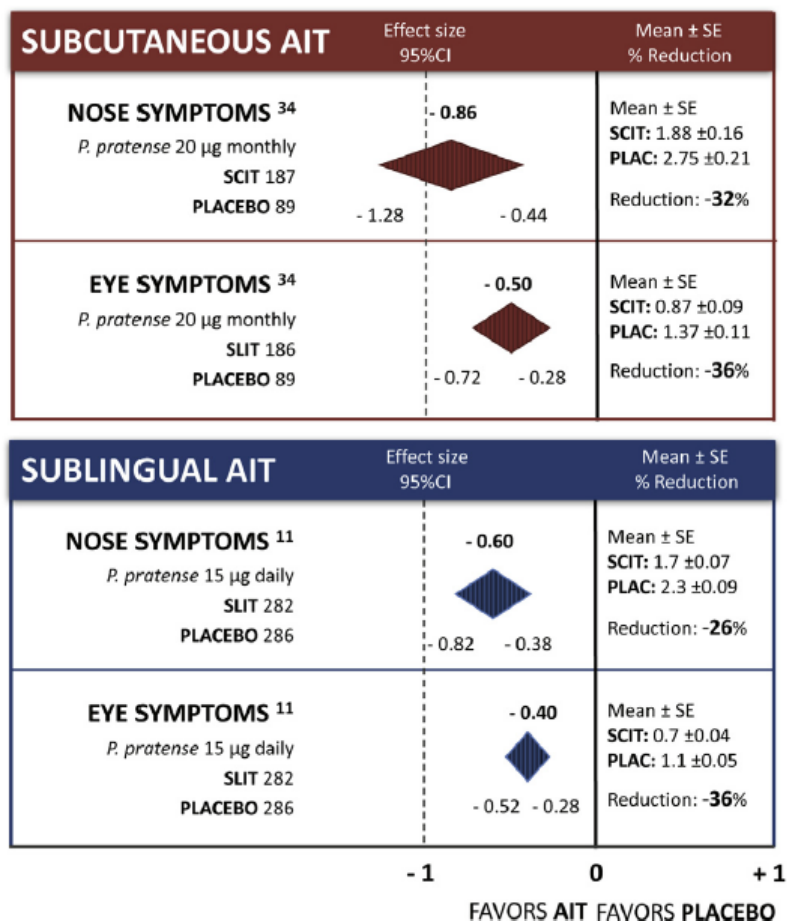 SUBCUTANEOUS AIT
Effect size
95%CI
Mean ± SE
% Reduction
NOSE SYMPTOMS 34
P. pratense 20 µg monthly
SCIT 187
PLACEBO 89
- 0.86
- 1.28
- 0.44
Mean ± SE
SCIT: 1.88 ±0.16
PLAC: 2.75 ±0.21
Reduction: -32%
EYE SYMPTOMS 34
P. pratense 20 µg monthly
SLIT 186
PLACEBO 89
- 0.50
- 0.72
- 0.28
Mean ± SE
SCIT: 0.87 ±0.09
PLAC: 1.37 ±0.11
Reduction: -36%
SUBLINGUAL AIT
Effect size
95%CI
Mean ± SE
% Reduction
NOSE SYMPTOMS 11
P. pratense 15 µg daily
SLIT 282
PLACEBO 286
- 0.60
- 0.82
- 0.38
Mean ± SE
SCIT: 1.7 ±0.07
PLAC: 2.3 ±0.09
Reduction: -26%
EYE SYMPTOMS 11
P. pratense 15 µg daily
SLIT 282
PLACEBO 286
- 0.40
- 0.52
- 0.28
Mean ± SE
SCIT: 0.7 ±0.04
PLAC: 1.1 ±0.05
Reduction: -36%
- 1
0
+ 1
FAVORS AIT
FAVORS PLACEBO